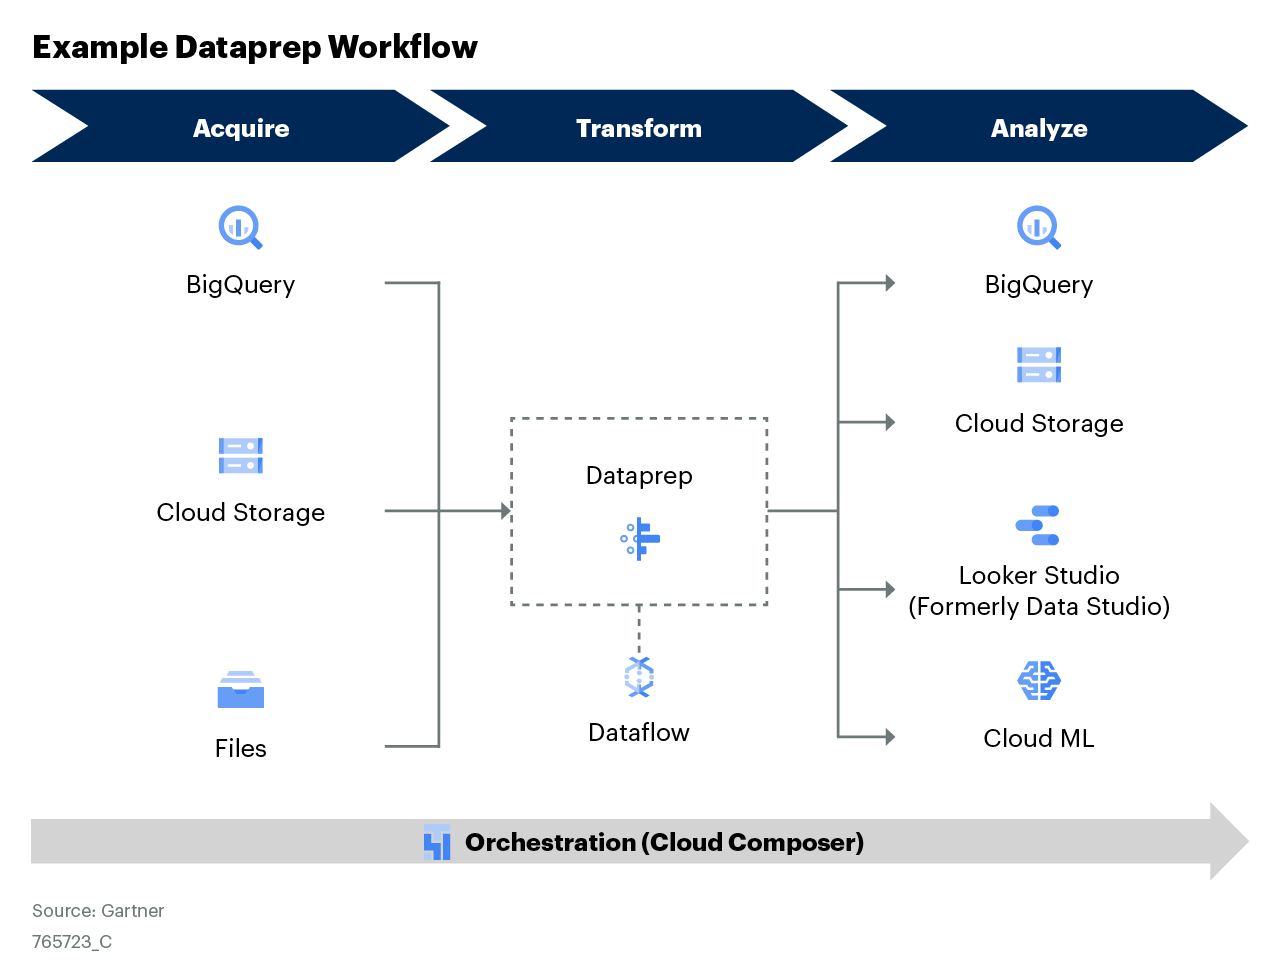 Example Dataprep Workflow
Acquire
Transform
Analyze
BigQuery
Cloud Storage
Files
Dataprep
Dataflow
BigQuery
Cloud Storage
Looker Studio
(Formerly Data Studio)
Cloud ML
Orchestration (Cloud Composer)
Source: Gartner
765723_C